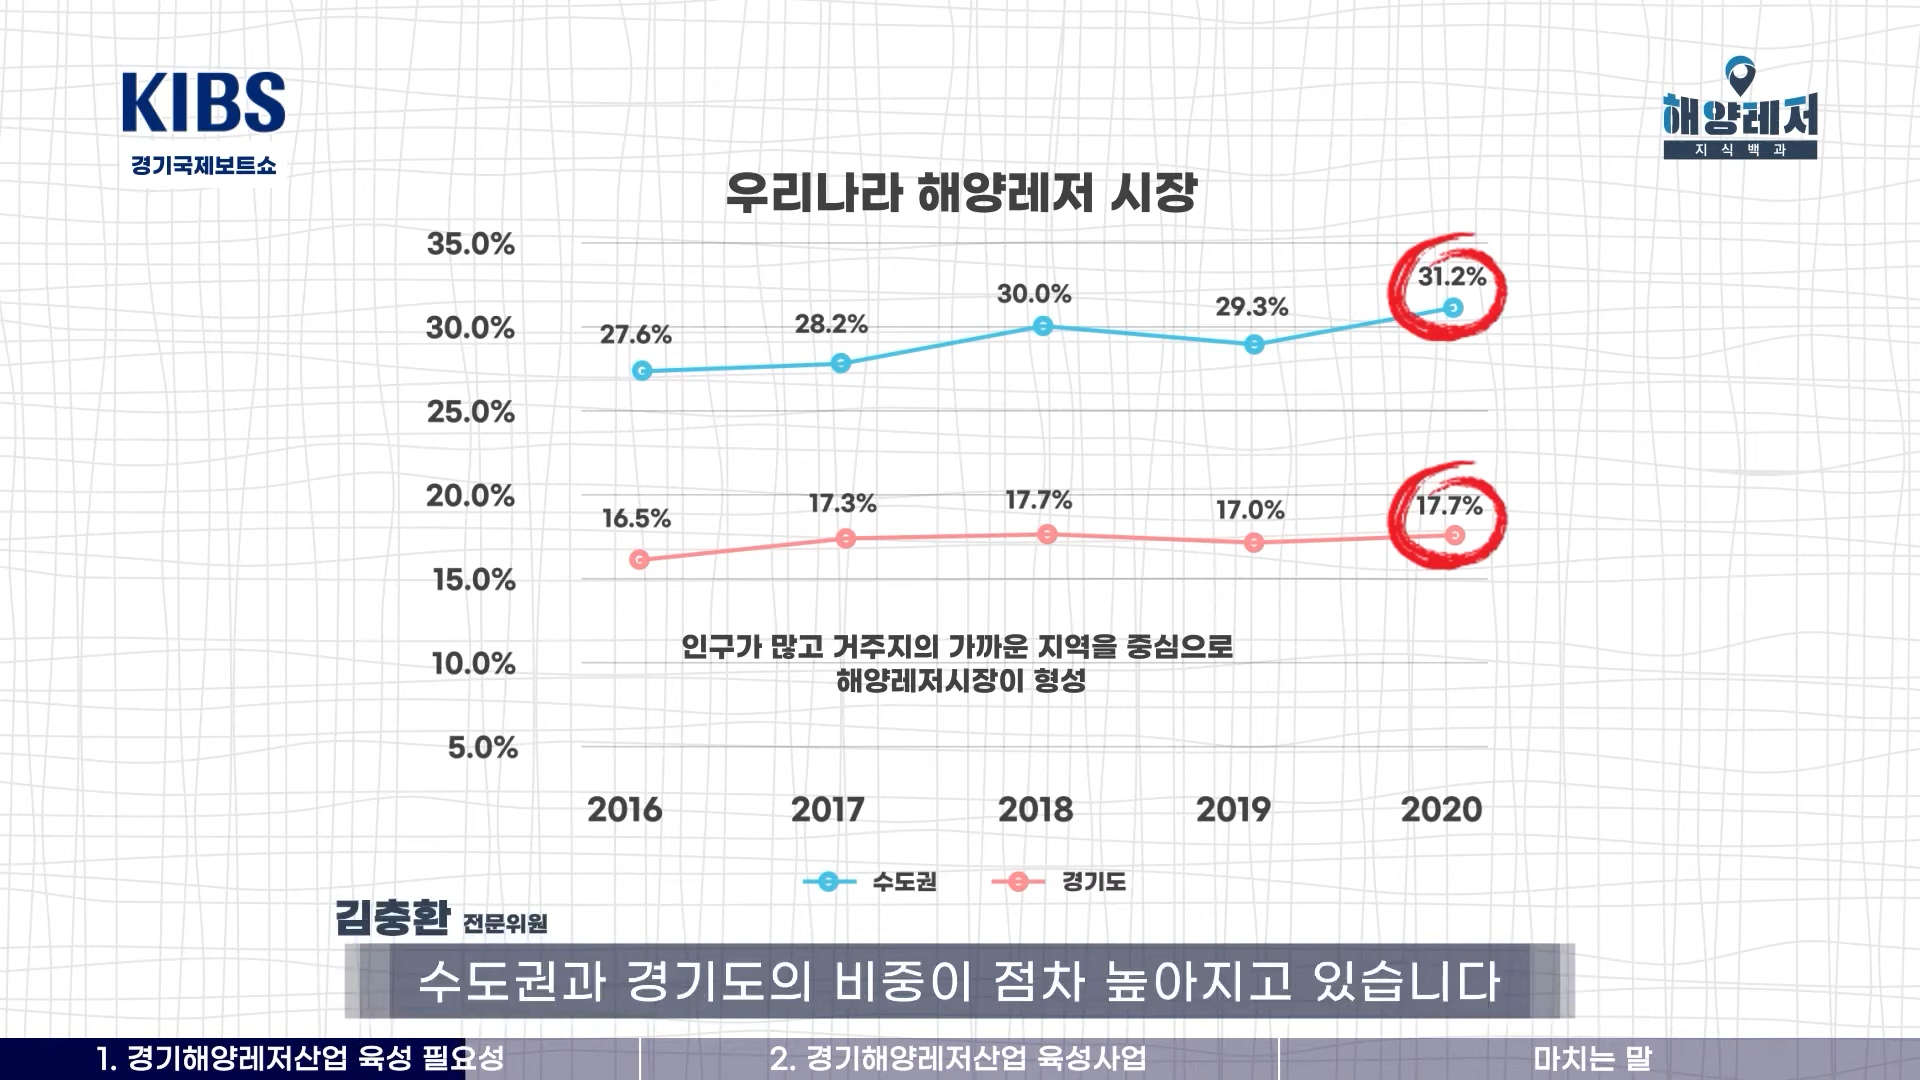 KIBS
경기국제보트쇼
해양레저
지식백과
우리나라 해양레저 시장
35.0%
30.0%
25.0%
20.0%
15.0%
10.0%
5.0%
27.6%
28.2%
30.0%
29.3%
31.2%
16.5%
17.3%
17.7%
17.0%
17.7%
인구가 많고 거주지의 가까운 지역을 중심으로
해양레저시장이 형성
2016
2017
2018
2019
2020
수도권
경기도
김충환 전문위원
수도권과 경기도의 비중이 점차 높아지고 있습니다
1. 경기해양레저산업 육성 필요성
2. 경기해양레저산업 육성사업
마치는 말